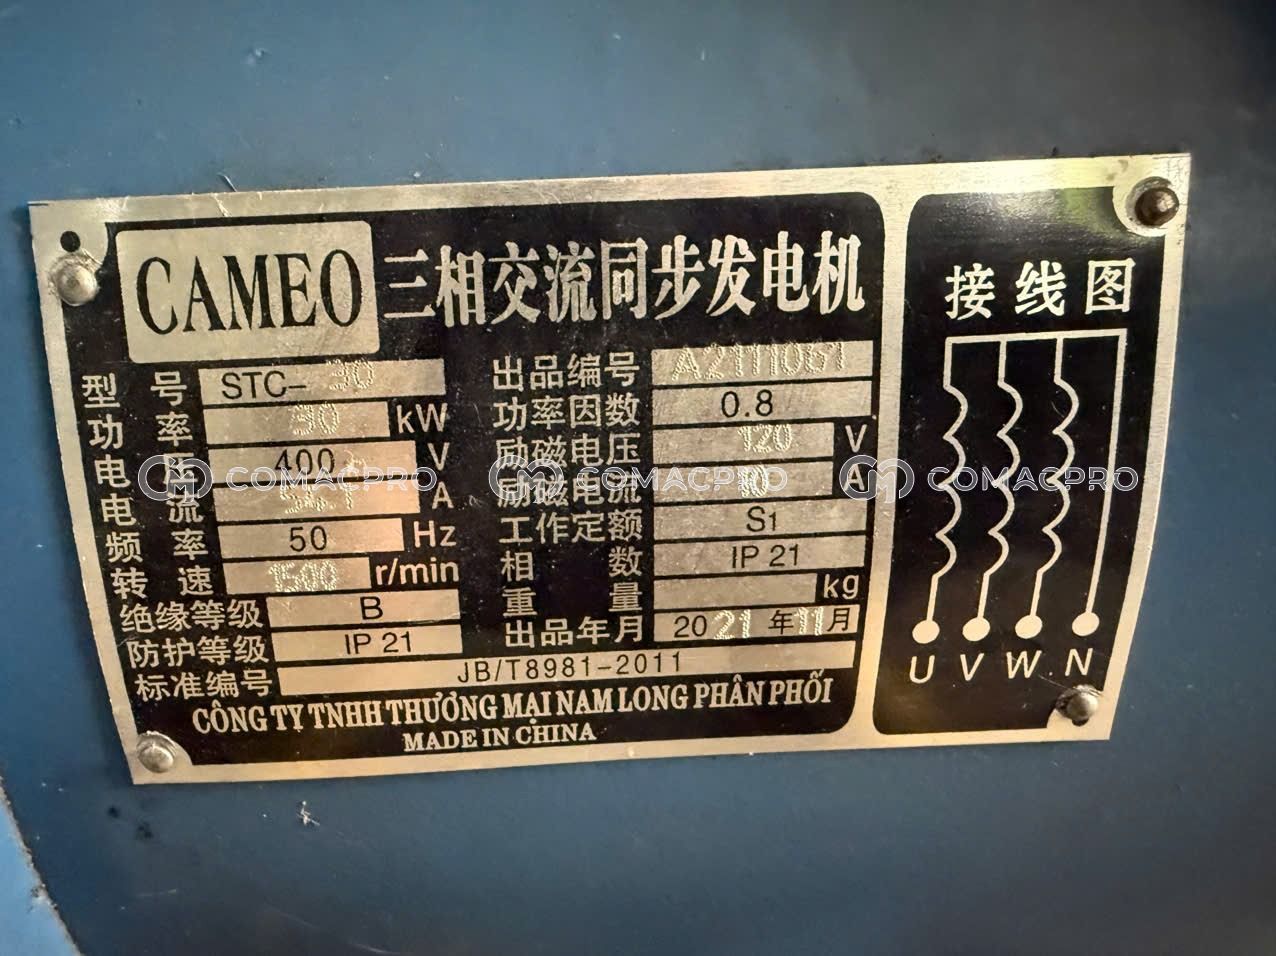 CAMEO 三相交流同步发电机
型号 STC-30
功率 30 kW
电压 400 V
电流 54.1 A
频率 50 Hz
转速 1500 r/min
绝缘等级 B
防护等级 IP 21
标准编号 JB/T8981-2011
出品编号 A2111051
功率因数 0.8
励磁电压 120 V
励磁电流 10 A
工作定额 S1
相数 IP 21
重量 kg
出品年月 2021年11月
CÔNG TY TNHH THƯƠNG MẠI NAM LONG PHÂN PHỐI
MADE IN CHINA
接线图
U V W N
COMACPRO COMACPRO COMACPRO